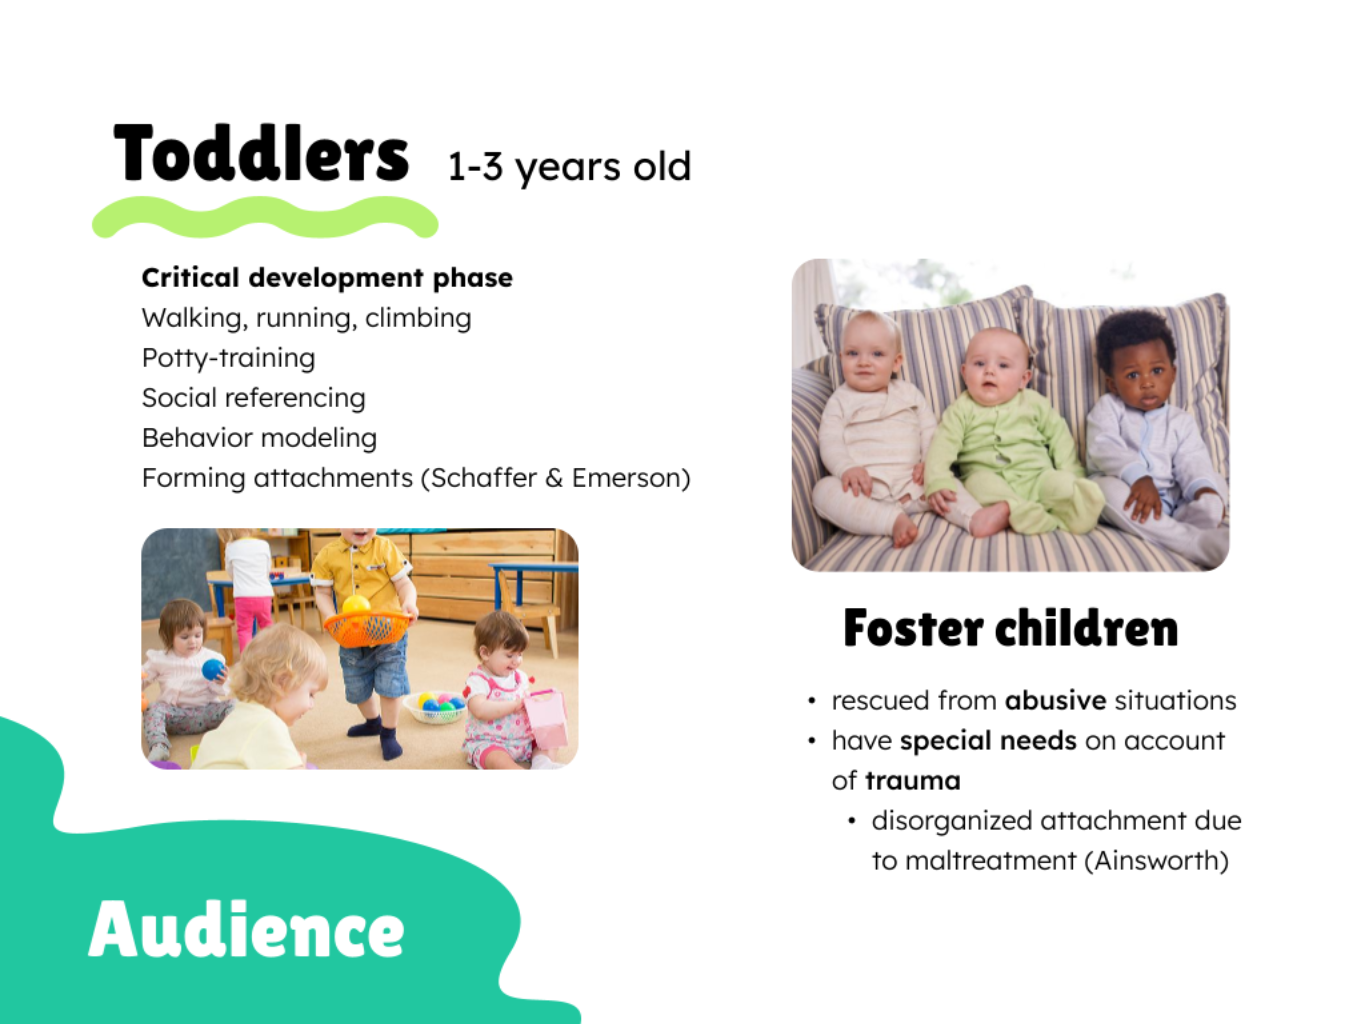 Toddlers 1-3 years old
Critical development phase
Walking, running, climbing
Potty-training
Social referencing
Behavior modeling
Forming attachments (Schaffer & Emerson)
Foster children
• rescued from abusive situations
• have special needs on account
of trauma
• disorganized attachment due
to maltreatment (Ainsworth)
Audience